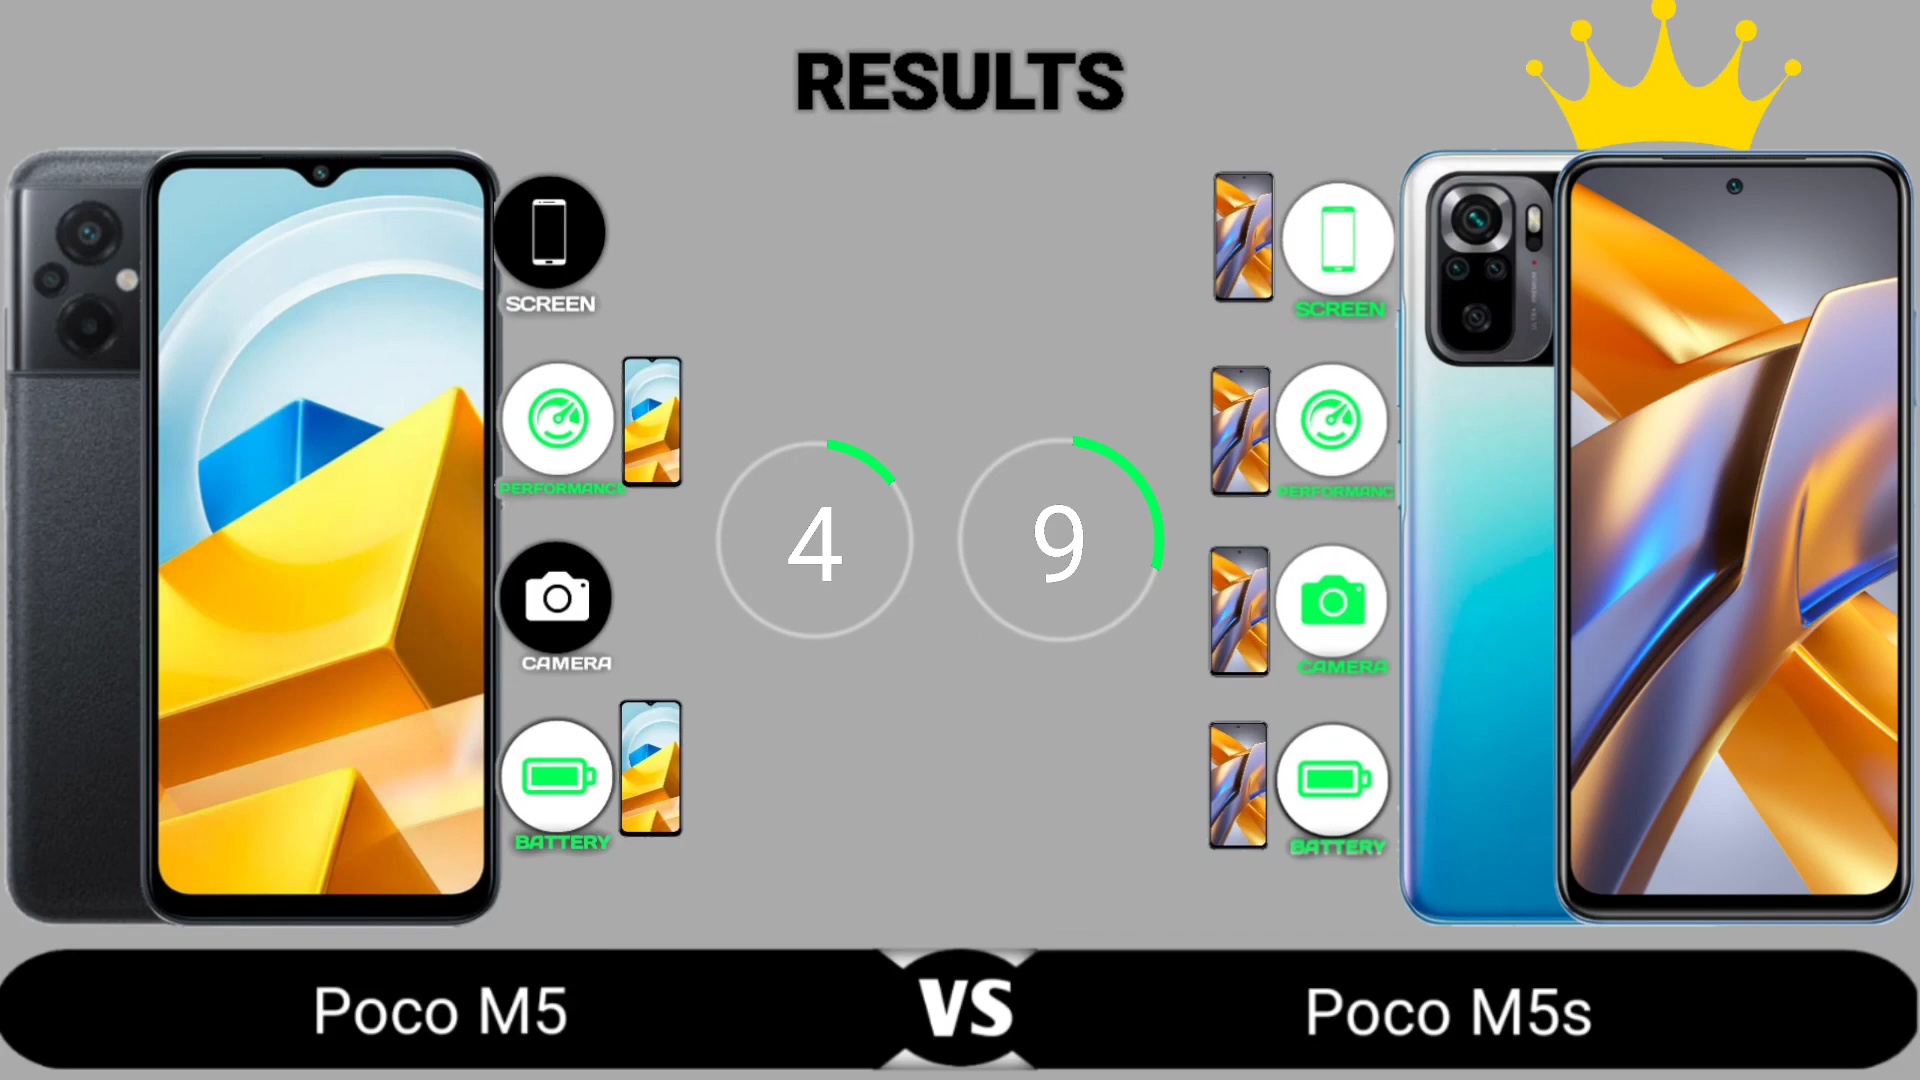 RESULTS
SCREEN
PERFORMANCE
CAMERA
BATTERY
4
9
SCREEN
PERFORMANC
CAMERA
BATTERY
Poco M5
VS
Poco M5s